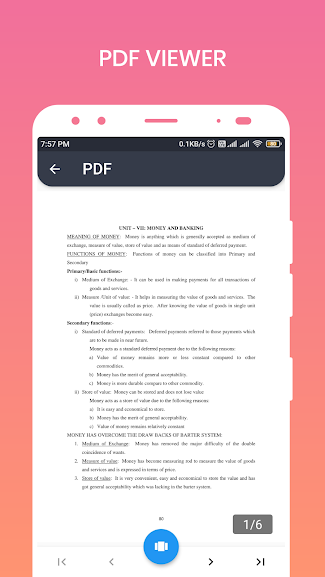 PDF VIEWER
7:57 PM 0.1KB/s
PDF
UNIT – VII: MONEY AND BANKING
MEANING OF MONEY: Money is anything which is generally accepted as medium of
exchange, measure of value, store of value and as means of standard of deferred payment.
FUNCTIONS OF MONEY: Functions of money can be classified into Primary and
Secondary
Primary/Basic functions:-
i) Medium of Exchange: - It can be used in making payments for all transactions of
goods and services.
ii) Measure /Unit of value: - It helps in measuring the value of goods and services. The
value is usually called as price. After knowing the value of goods in single unit
(price) exchanges become easy.
Secondary functions:-
i) Standard of deferred payments: Deferred payments referred to those payments which
are to be made in near future.
Money acts as a standard deferred payment due to the following reasons:
a) Value of money remains more or less constant compared to other
commodities.
b) Money has the merit of general acceptability.
c) Money is more durable compare to other commodity.
ii) Store of value: Money can be stored and does not lose value
Money acts as a store of value due to the following reasons:
a) It is easy and economical to store.
b) Money has the merit of general acceptability.
c) Value of money remains relatively constant
MONEY HAS OVERCOME THE DRAW BACKS OF BARTER SYSTEM:
1. Medium of Exchange: Money has removed the major difficulty of the double
coincidence of wants.
2. Measure of value: Money has become measuring rod to measure the value of goods
and services and is expressed in terms of price.
3. Store of value: It is very convenient, easy and economical to store the value and has
got general acceptability which was lacking in the barter system.
1/6